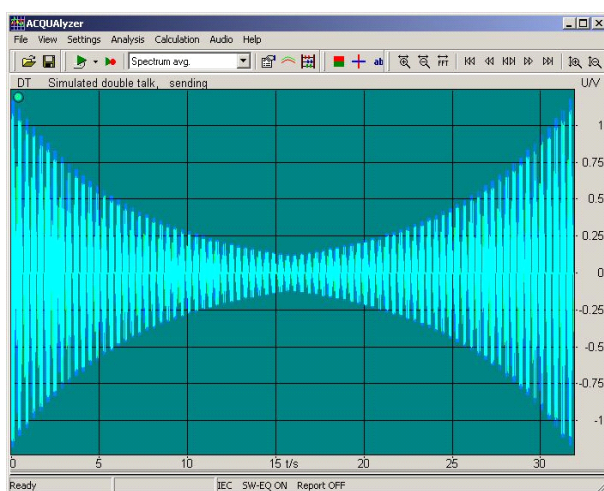 ACQUAlyzer
File View Settings Analysis Calculation Audio Help
Spectrum avg. ab FFT
DT Simulated double talk, sending U/V
1
0.75
0.5
0.25
0
-0.25
-0.5
-0.75
-1
0 5 10 15 t/s 20 25 30
Ready IEC SW-EQ ON Report OFF